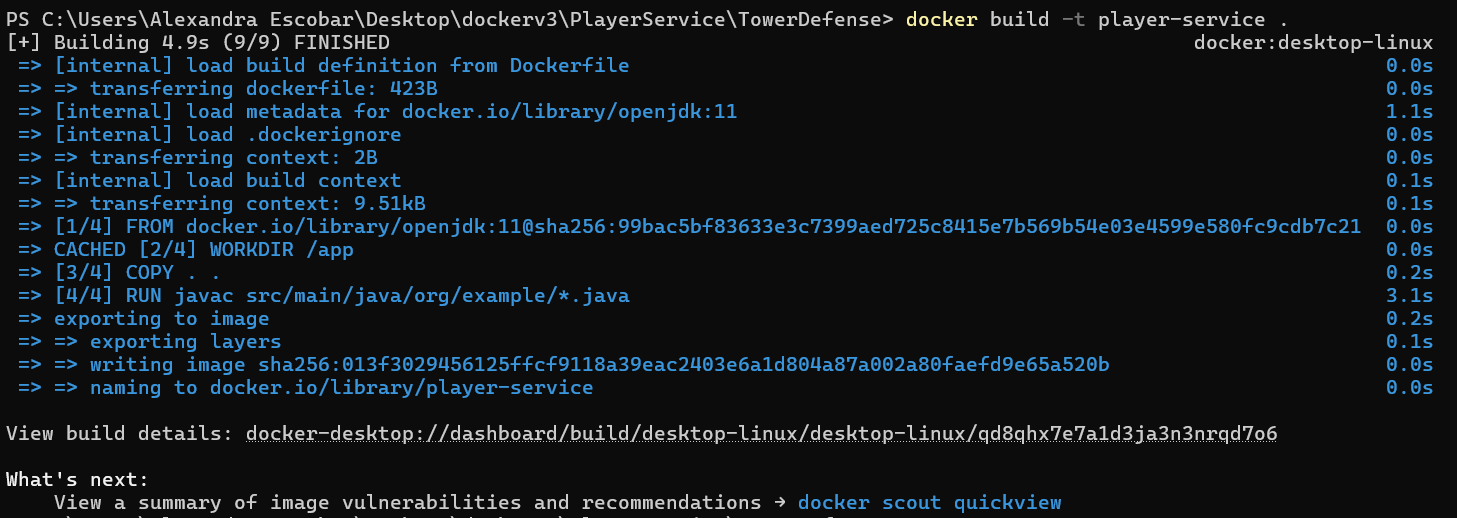 PS C:\Users\Alexandra Escobar\Desktop\dockerv3\PlayerService\TowerDefense> docker build -t player-service .
[+] Building 4.9s (9/9) FINISHED docker:desktop-linux
=> [internal] load build definition from Dockerfile 0.0s
=> => transferring dockerfile: 423B 0.0s
=> [internal] load metadata for docker.io/library/openjdk:11 1.1s
=> [internal] load .dockerignore 0.0s
=> => transferring context: 2B 0.0s
=> [internal] load build context 0.1s
=> => transferring context: 9.51kB 0.1s
=> [1/4] FROM docker.io/library/openjdk:11@sha256:99bac5bf83633e3c7399aed725c8415e7b569b54e03e4599e580fc9cdb7c21 0.0s
=> CACHED [2/4] WORKDIR /app 0.0s
=> [3/4] COPY . . 0.2s
=> [4/4] RUN javac src/main/java/org/example/*.java 3.1s
=> exporting to image 0.2s
=> => exporting layers 0.1s
=> => writing image sha256:013f3029456125ffcf9118a39eac2403e6a1d804a87a002a80faefd9e65a520b 0.0s
=> => naming to docker.io/library/player-service 0.0s
View build details: docker-desktop://dashboard/build/desktop-linux/desktop-linux/qd8qhx7e7a1d3ja3n3nrqd7o6
What's next:
View a summary of image vulnerabilities and recommendations → docker scout quickview